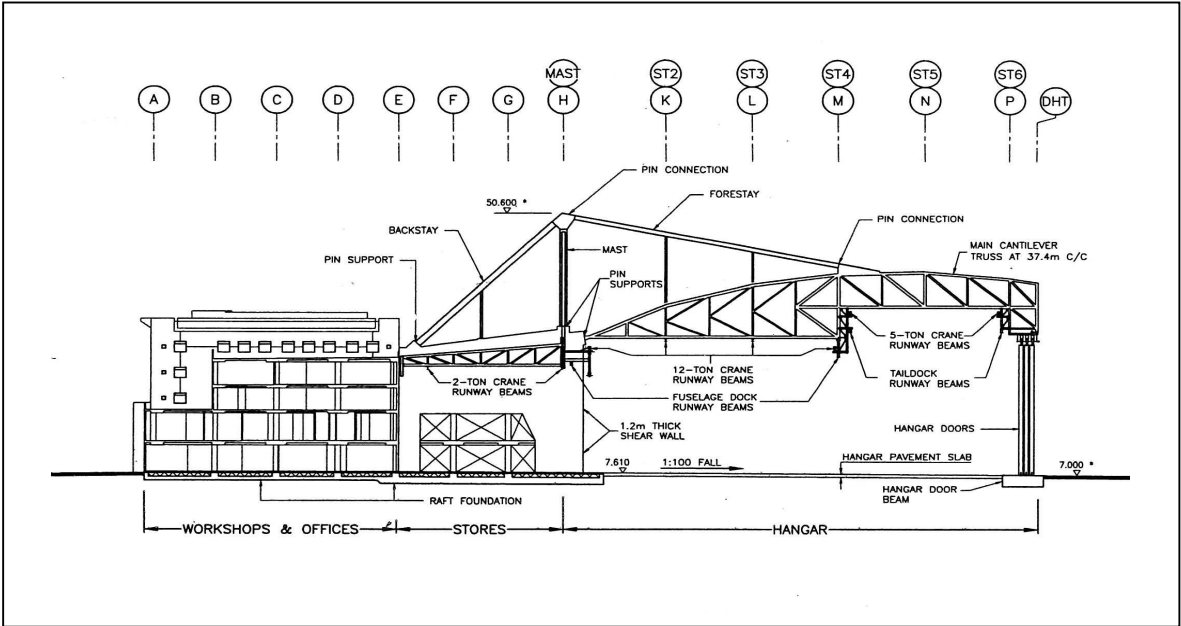 MAST
ST2
ST3
ST4
ST5
ST6
A
B
C
D
E
F
G
H
K
L
M
N
P
DHT
PIN CONNECTION
FORESTAY
50.600 *
BACKSTAY
PIN CONNECTION
MAST
MAIN CANTILEVER
TRUSS AT 37.4m C/C
PIN SUPPORT
PIN
SUPPORTS
5-TON CRANE
RUNWAY BEAMS
12-TON CRANE
RUNWAY BEAMS
TAILDOCK
RUNWAY BEAMS
2-TON CRANE
RUNWAY BEAMS
FUSELAGE DOCK
RUNWAY BEAMS
1.2m THICK
SHEAR WALL
HANGAR DOORS
7.610
1:100 FALL
HANGAR PAVEMENT SLAB
7.000 *
HANGAR DOOR
BEAM
RAFT FOUNDATION
WORKSHOPS & OFFICES
STORES
HANGAR